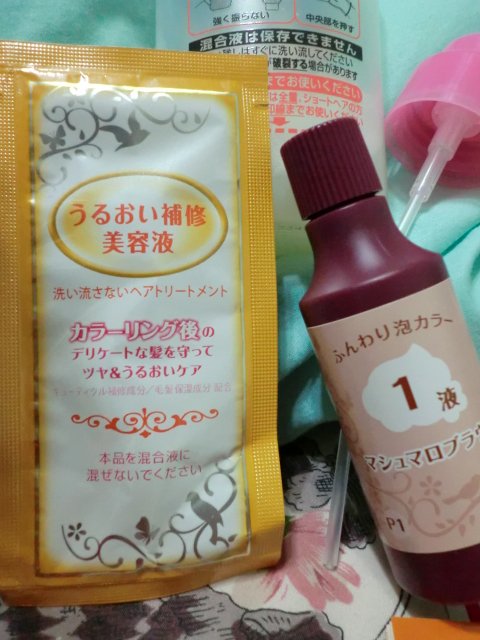 強く振らない
中央部を押す
混合液は保存できません
すぐに洗い流してください
破裂する場合があります
までお使いください
は全量、ショートヘアの方
うるおい補修
美容液
洗い流さないヘアトリートメント
カラーリング後の
デリケートな髪を守って
ツヤ&うるおいケア
キューティクル補修成分/毛髪保湿成分 配合
本品を混合液に
混ぜないでください
ふんわり泡カラー
1液
マシュマロブラウ
P1